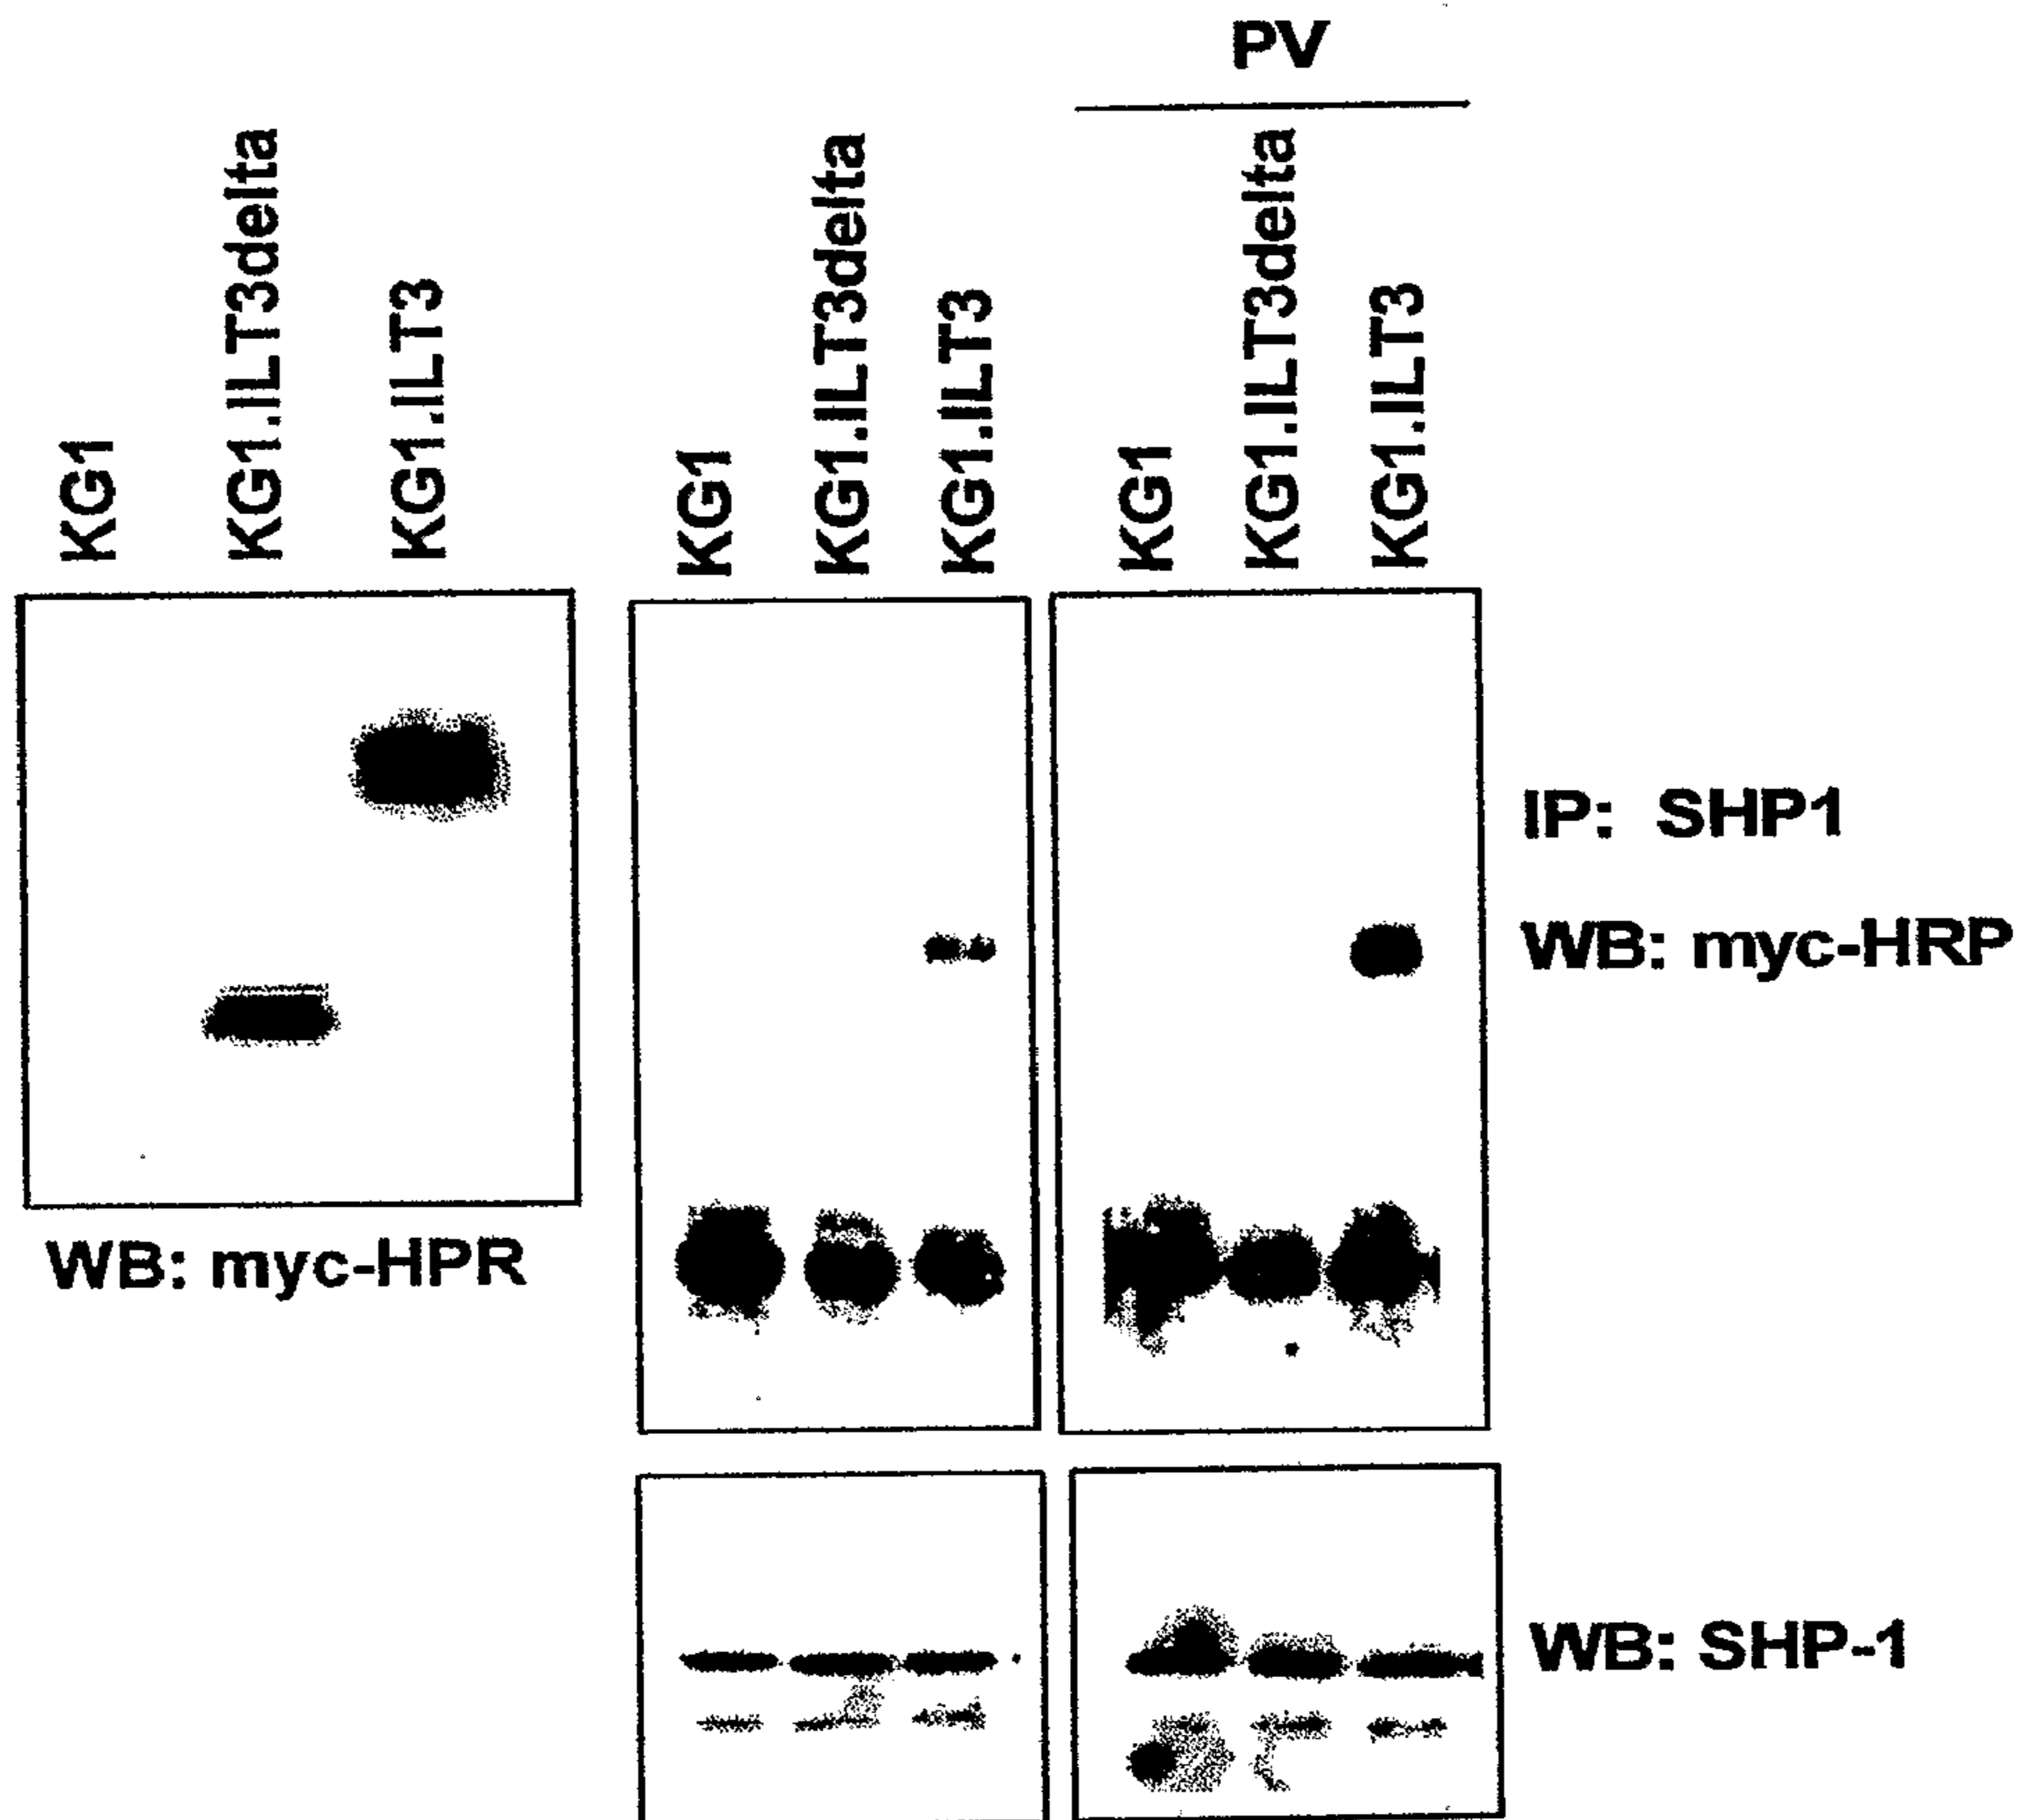 PV
KG1
KG1.ILT3delta
KG1.ILT3
KG1
KG1.ILT3delta
KG1.ILT3
KG1
KG1.ILT3delta
KG1.ILT3
IP: SHP1
WB: myc-HRP
WB: myc-HPR
WB: SHP-1